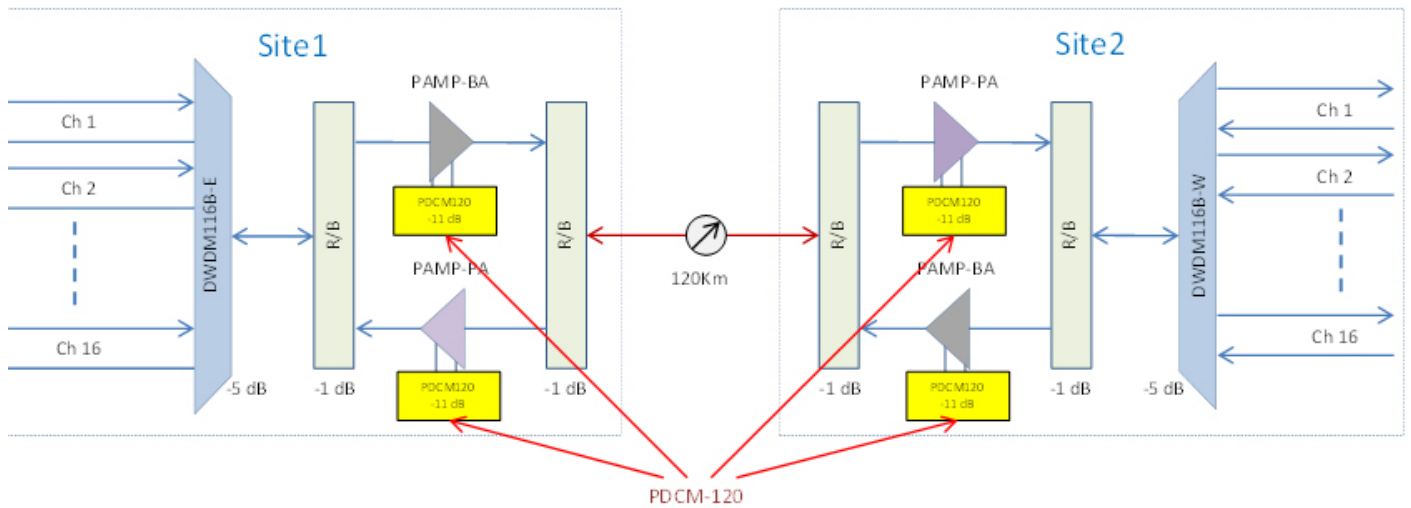 Site1
Site2
PAMP-BA
PAMP-PA
Ch 1
Ch 1
Ch 2
Ch 2
DWDM116B-E
R/B
PDCM120
-11 dB
R/B
R/B
PDCM120
-11 dB
R/B
DWDM116B-W
120Km
PAMP-PA
PAMP-BA
Ch 16
Ch 16
-5 dB
-1 dB
PDCM120
-11 dB
-1 dB
-1 dB
PDCM120
-11 dB
-1 dB
-5 dB
PDCM-120